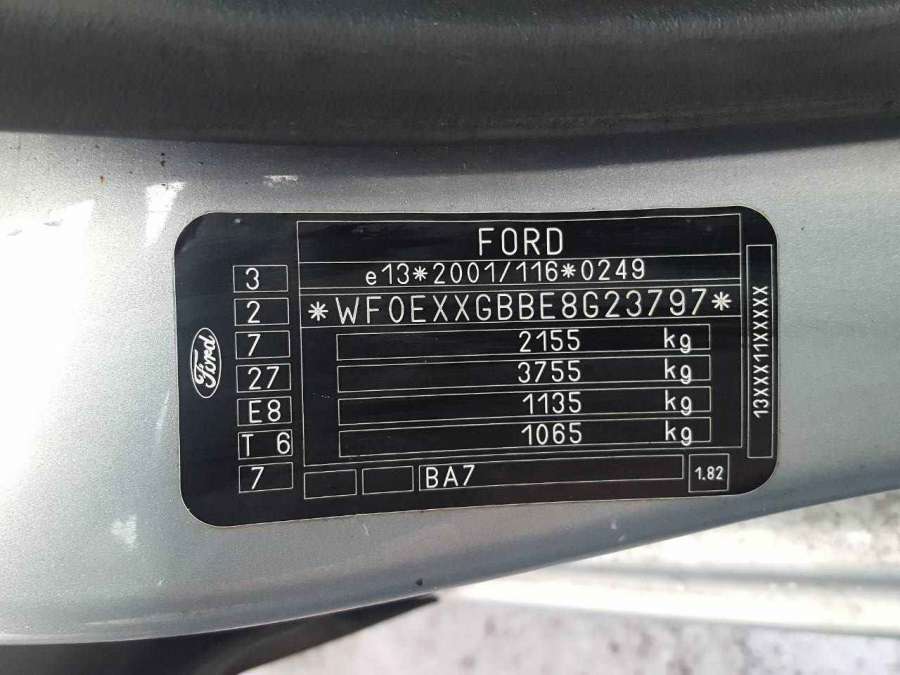 FORD
e13*2001/116*0249
*WF0EXXGBBE8G23797*
2155 kg
3755 kg
1135 kg
1065 kg
BA7
1.82
3
2
7
27
E8
T 6
7
Ford
13XXX11XXXXX